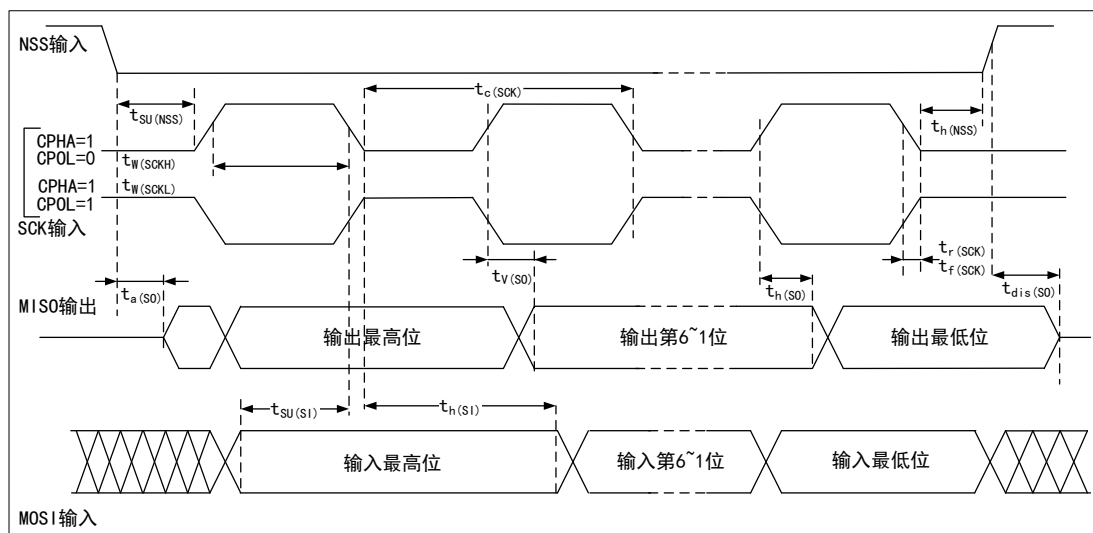 NSS输入
tc(SCK)
tSU(NSS)
th(NSS)
CPHA=1
CPOL=0
tW(SCKH)
CPHA=1
CPOL=1
tW(SCKL)
SCK输入
ta(SO)
tV(SO)
th(SO)
tr(SCK)
tf(SCK)
tdis(SO)
MISO输出
输出最高位
输出第6~1位
输出最低位
tSU(SI)
th(SI)
输入最高位
输入第6~1位
输入最低位
MOSI输入